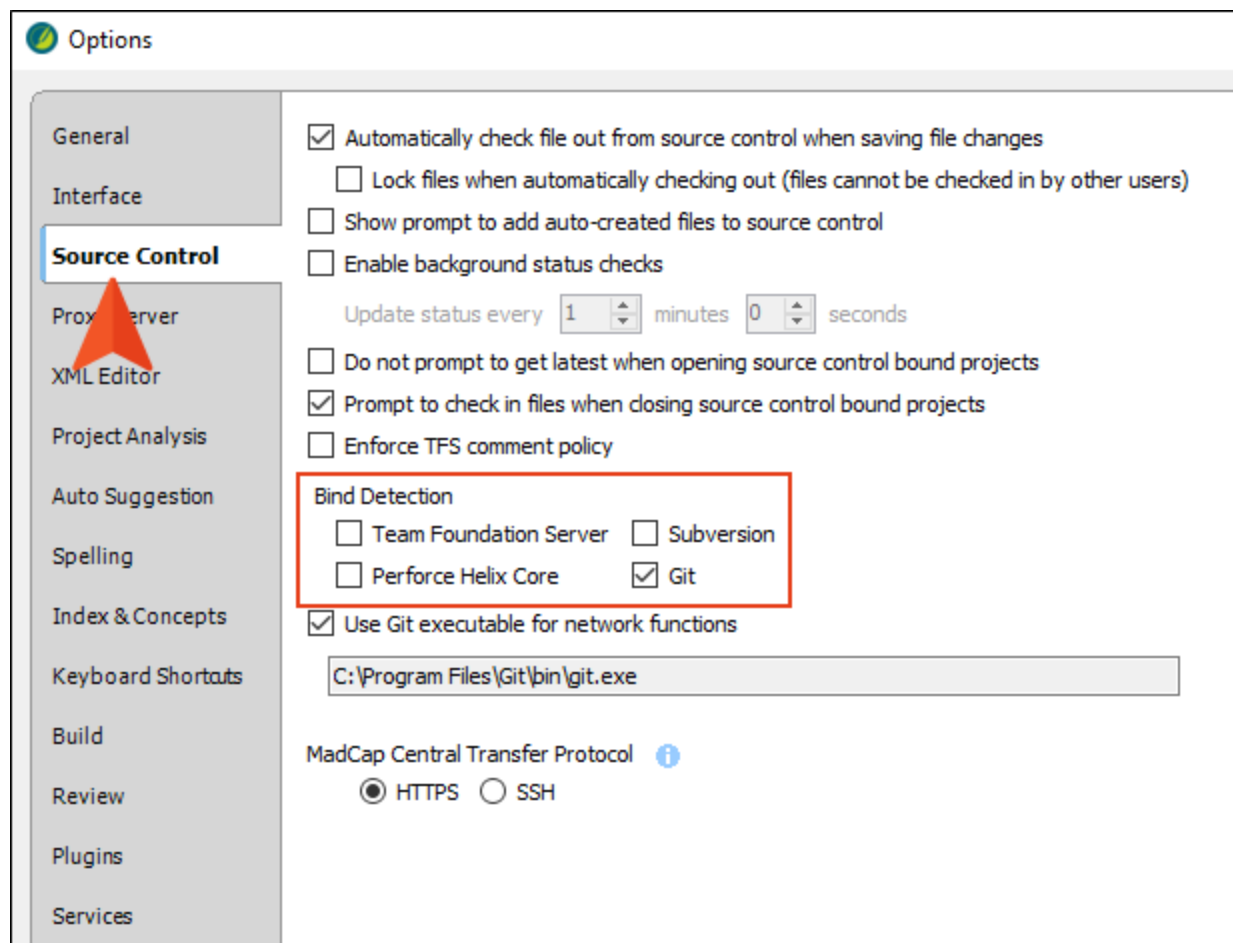 Options
General
Interface
Source Control
XML Editor
Project Analysis
Auto Suggestion
Spelling
Index & Concepts
Keyboard Shortcuts
Build
Review
Plugins
Services
Automatically check file out from source control when saving file changes
Lock files when automatically checking out (files cannot be checked in by other users)
Show prompt to add auto-created files to source control
Enable background status checks
Update status every 1 minutes 0 seconds
Do not prompt to get latest when opening source control bound projects
Prompt to check in files when closing source control bound projects
Enforce TFS comment policy
Bind Detection
Team Foundation Server Subversion
Perforce Helix Core Git
Use Git executable for network functions
C:\Program Files\Git\bin\git.exe
MadCap Central Transfer Protocol
HTTPS SSH